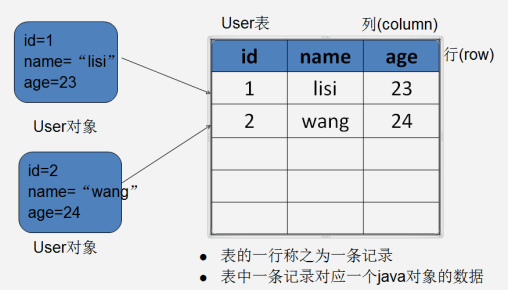 id=1
name=“lisi”
age=23
User对象
id=2
name=“wang”
age=24
User对象
User表
列(column)
id name age
行(row)
1 lisi 23
2 wang 24
● 表的一行称之为一条记录
● 表中一条记录对应一个java对象的数据